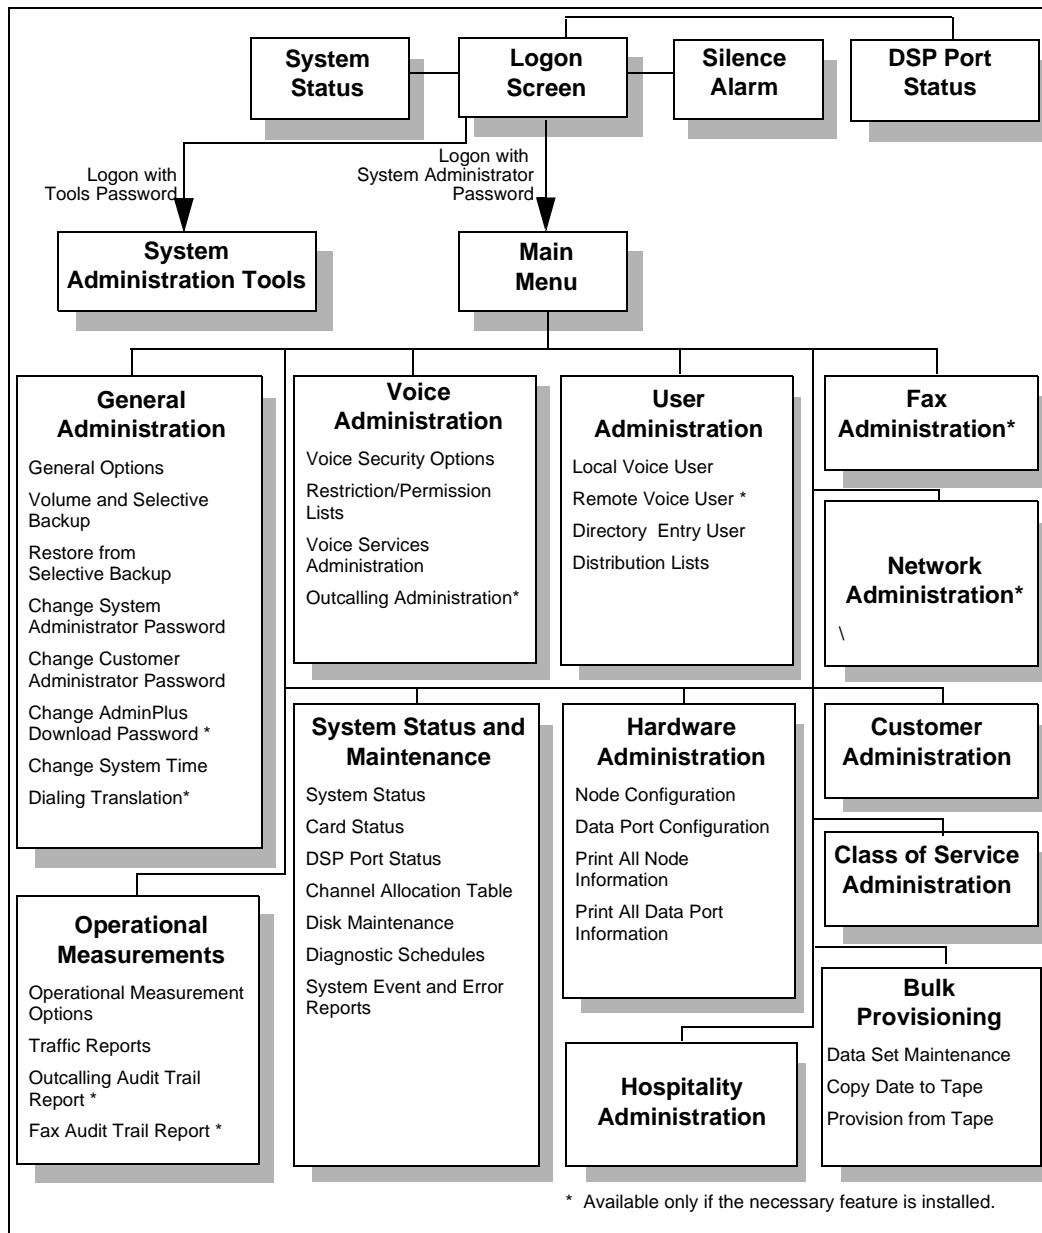 System
Status
Logon
Screen
Silence
Alarm
DSP Port
Status
Logon with
Tools Password
Logon with
System Administrator
Password
System
Administration Tools
Main
Menu
General
Administration
General Options
Volume and Selective
Backup
Restore from
Selective Backup
Change System
Administrator Password
Change Customer
Administrator Password
Change AdminPlus
Download Password *
Change System Time
Dialing Translation*
Voice
Administration
Voice Security Options
Restriction/Permission
Lists
Voice Services
Administration
Outcalling Administration*
User
Administration
Local Voice User
Remote Voice User *
Directory  Entry User
Distribution Lists
Fax
Administration*
Network
Administration*
\
Operational
Measurements
Operational Measurement
Options
Traffic Reports
Outcalling Audit Trail
Report *
Fax Audit Trail Report *
System Status and
Maintenance
System Status
Card Status
DSP Port Status
Channel Allocation Table
Disk Maintenance
Diagnostic Schedules
System Event and Error
Reports
Hardware
Administration
Node Configuration
Data Port Configuration
Print All Node
Information
Print All Data Port
Information
Customer
Administration
Class of Service
Administration
Hospitality
Administration
Bulk
Provisioning
Data Set Maintenance
Copy Date to Tape
Provision from Tape
*  Available only if the necessary feature is installed.